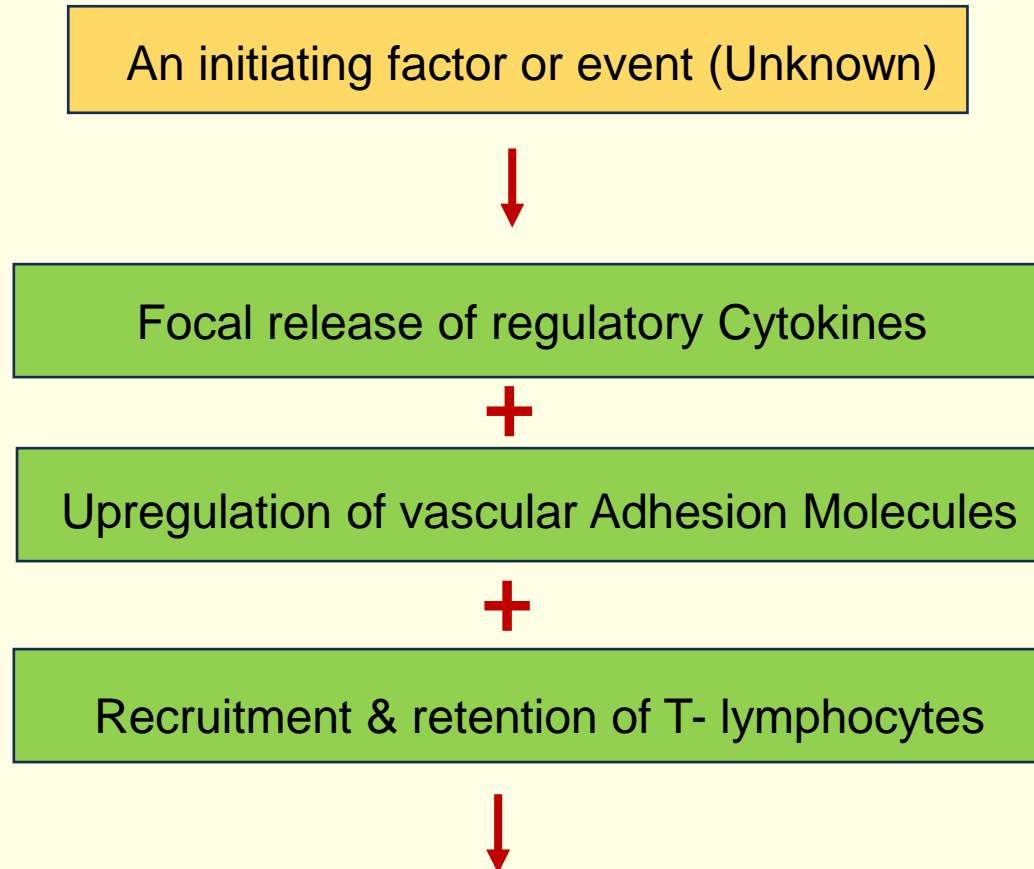 An initiating factor or event (Unknown)
Focal release of regulatory Cytokines
+
Upregulation of vascular Adhesion Molecules
+
Recruitment & retention of T- lymphocytes